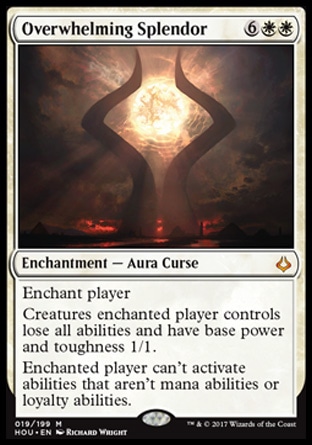 Overwhelming Splendor 6
Enchantment — Aura Curse
Enchant player
Creatures enchanted player controls
lose all abilities and have base power
and toughness 1/1.
Enchanted player can't activate
abilities that aren't mana abilities or
loyalty abilities.
019/199 M
HOU • EN Richard Wright
™ & © 2017 Wizards of the Coast